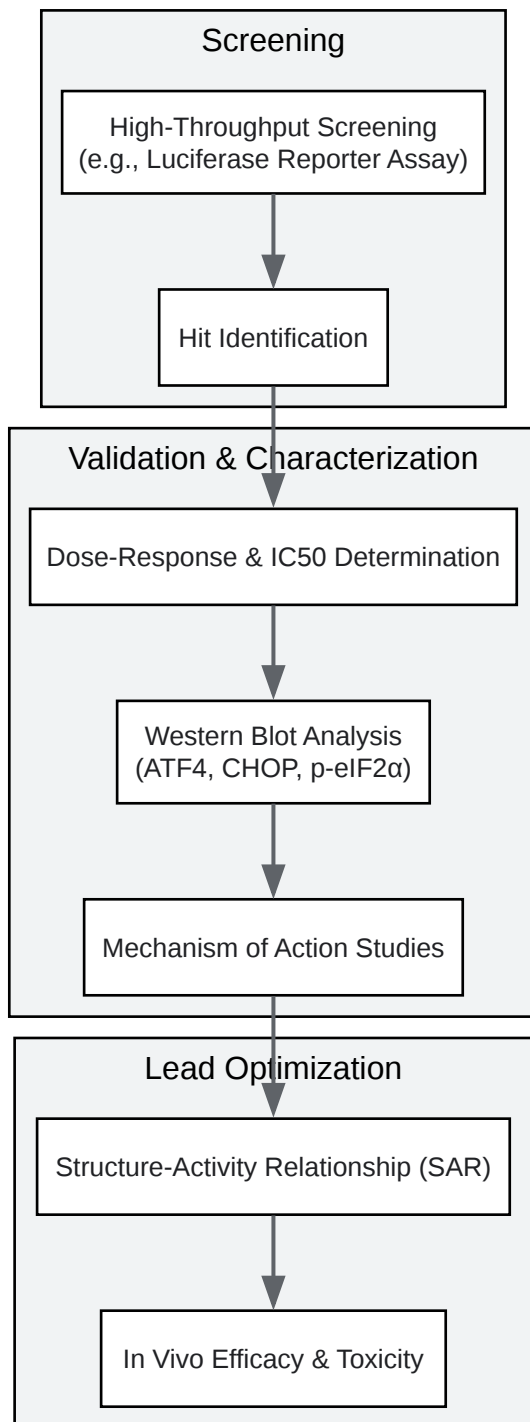 Screening
High-Throughput Screening
(e.g., Luciferase Reporter Assay)
Hit Identification
Validation & Characterization
Dose-Response & IC50 Determination
Western Blot Analysis
(ATF4, CHOP, p-eIF2α)
Mechanism of Action Studies
Lead Optimization
Structure-Activity Relationship (SAR)
In Vivo Efficacy & Toxicity